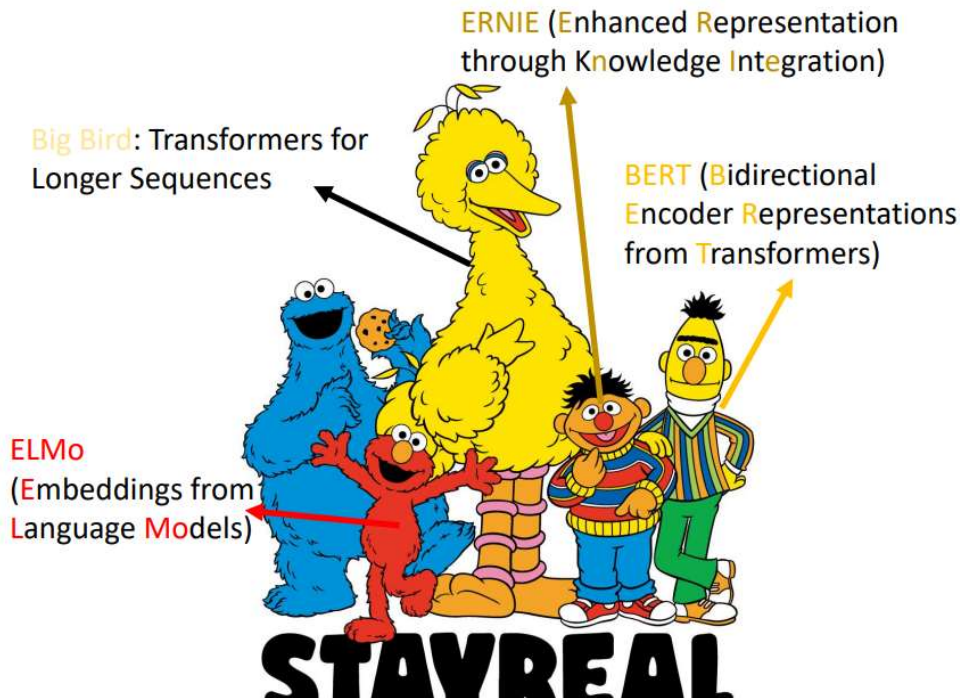 ERNIE (Enhanced Representation
through Knowledge Integration)
Big Bird: Transformers for
Longer Sequences
BERT (Bidirectional
Encoder Representations
from Transformers)
ELMo
(Embeddings from
Language Models)
STAYREAL